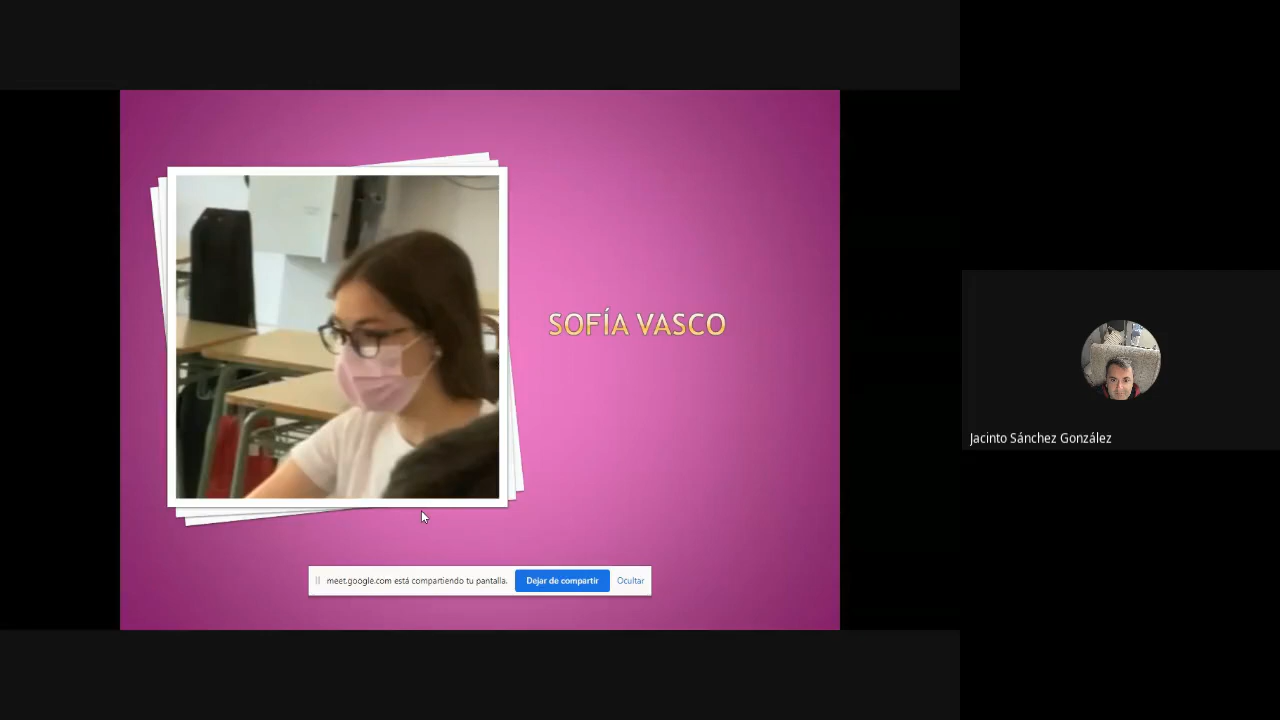 SOFÍA VASCO
Jacinto Sánchez González
meet.google.com está compartiendo tu pantalla. Dejar de compartir Ocultar